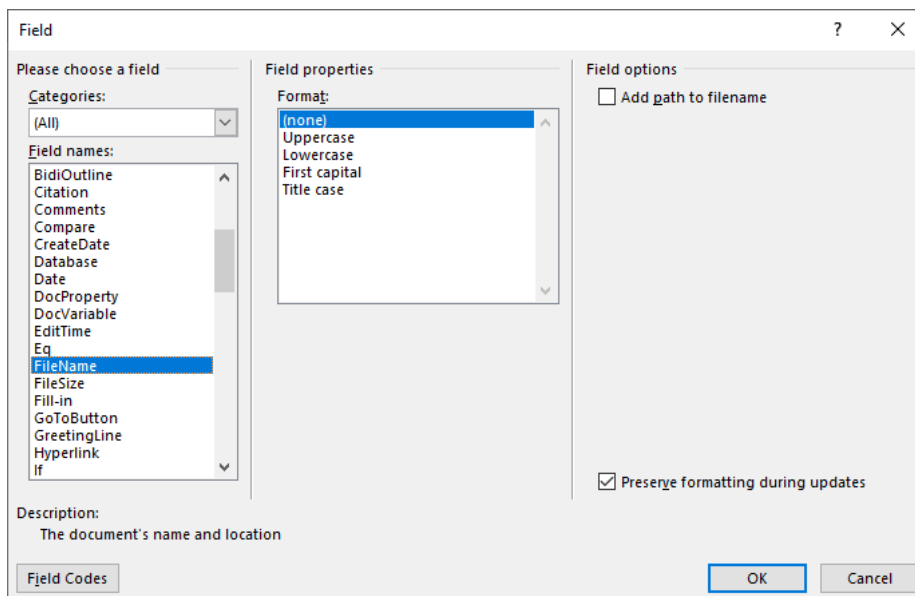 Field
?
Please choose a field
Categories:
(All)
Field names:
BidiOutline
Citation
Comments
Compare
CreateDate
Database
Date
DocProperty
DocVariable
EditTime
Eq
FileName
FileSize
Fill-in
GoToButton
GreetingLine
Hyperlink
If
Field properties
Format:
(none)
Uppercase
Lowercase
First capital
Title case
Field options
Add path to filename
Preserve formatting during updates
Description:
The document's name and location
Field Codes
OK
Cancel